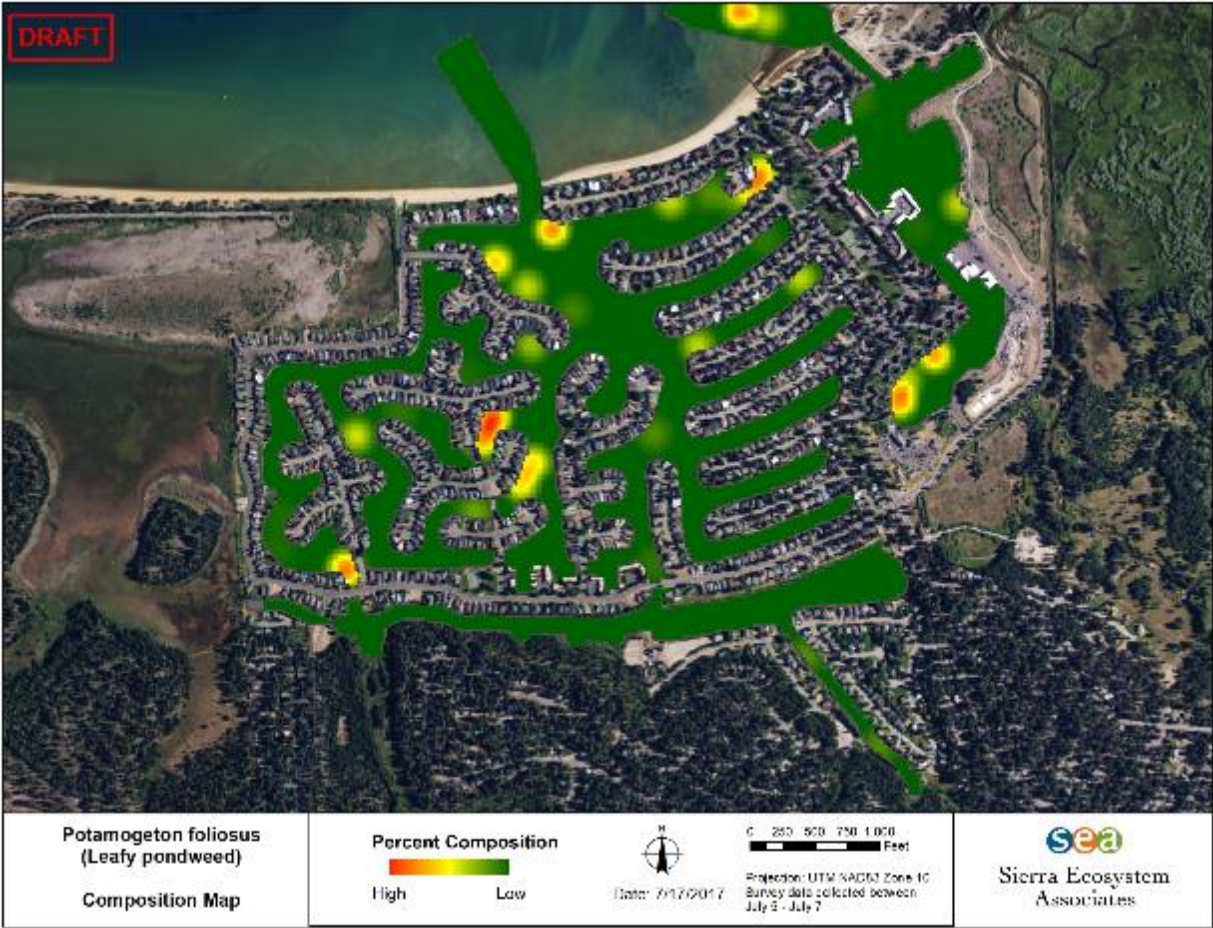 DRAFT
Potamogeton foliosus
(Leafy pondweed)
Composition Map
Percent Composition
High Low
N
Date: 7/17/2017
0 250 500 750 1,000
Feet
Projection: UTM NAD83 Zone 10
Survey data collected between
July 5 - July 7
sea
Sierra Ecosystem
Associates